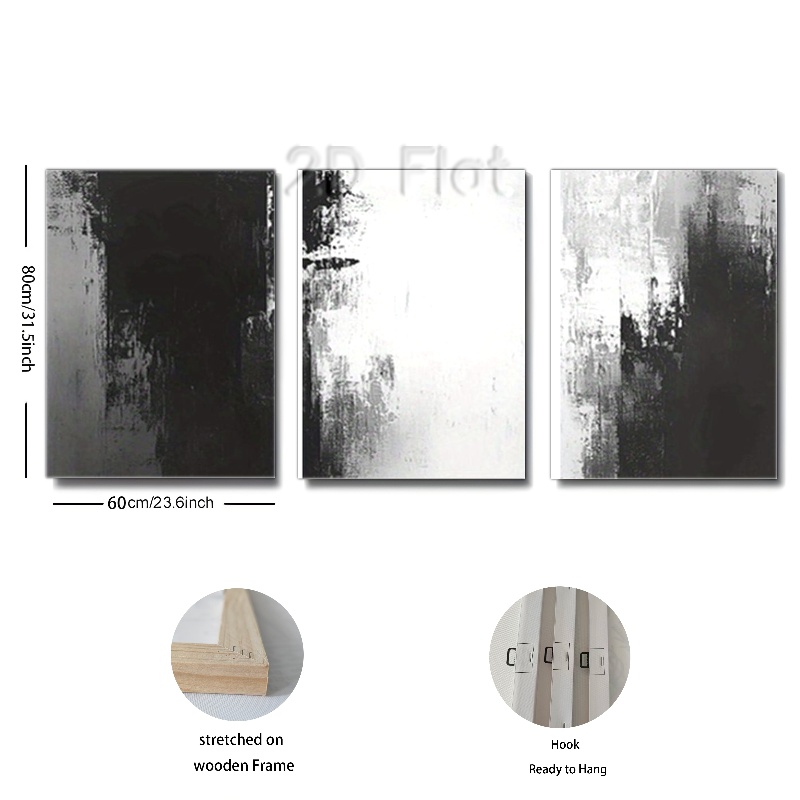 2D Flat
80cm/31.5inch
60cm/23.6inch
stretched on
wooden Frame
Hook
Ready to Hang